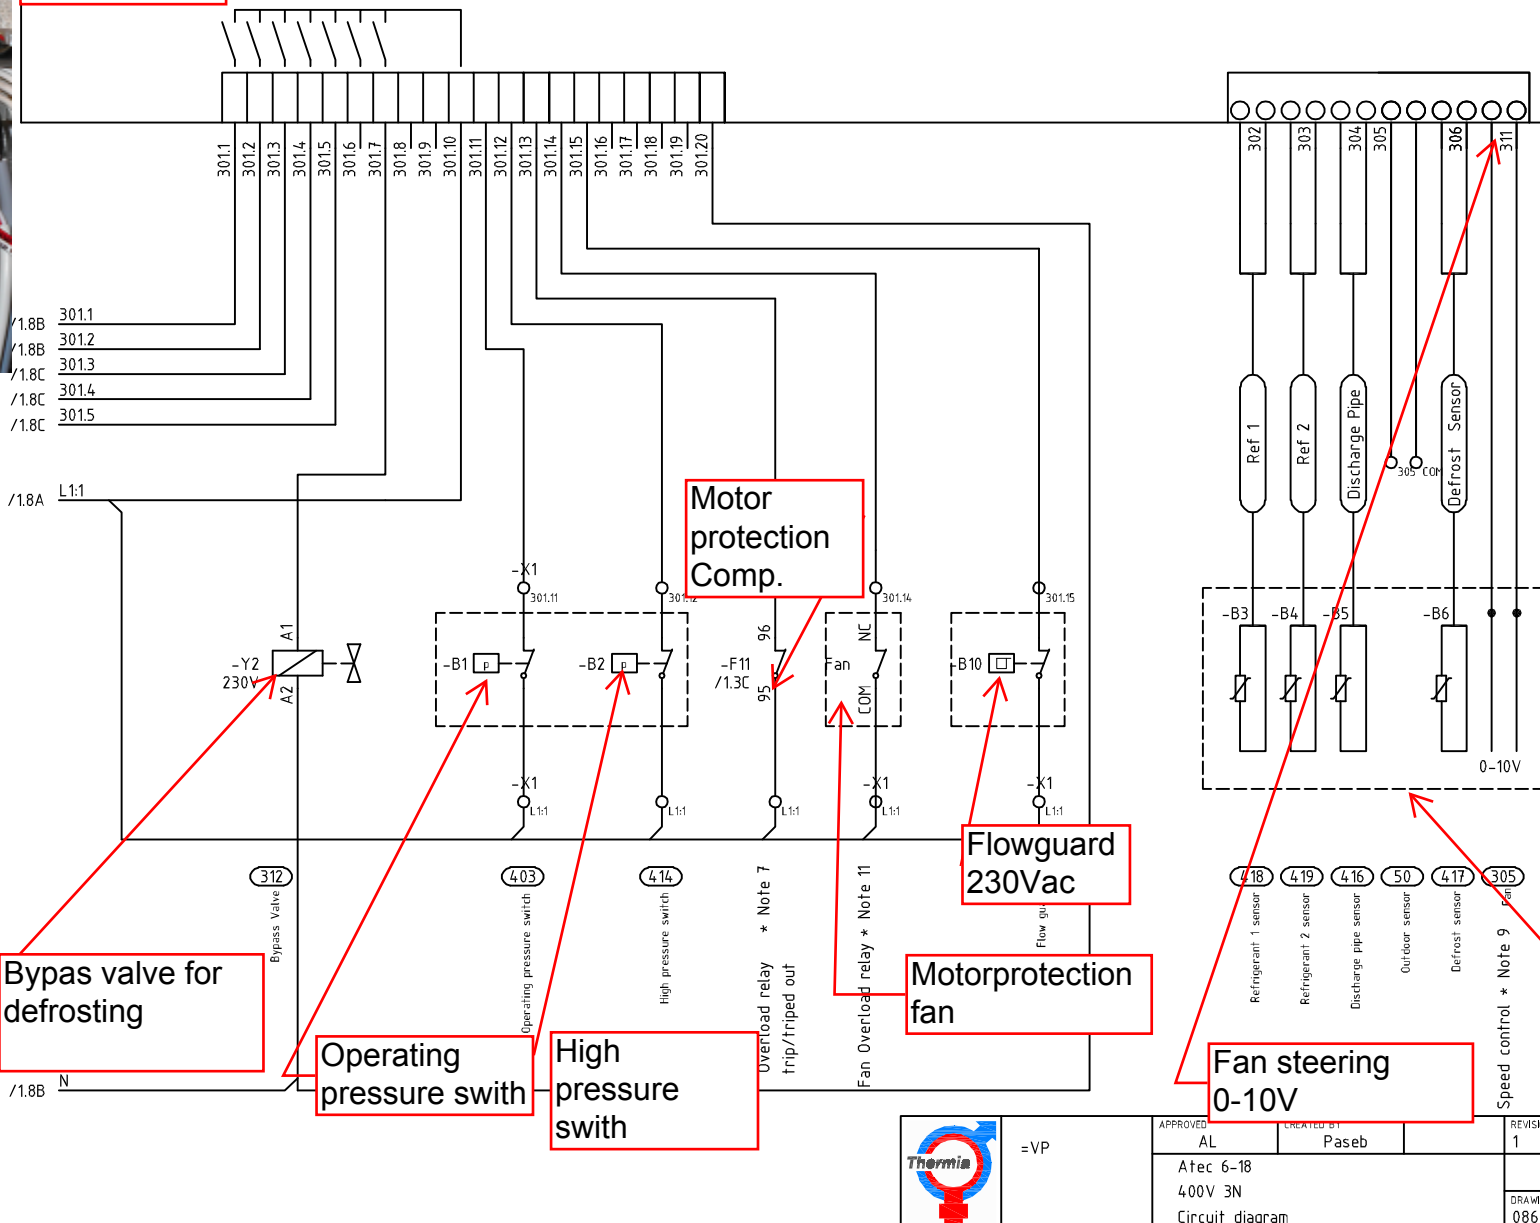 301.1
301.2
301.3
301.4
301.5
301.6
301.7
301.8
301.9
301.10
301.11
301.12
301.13
301.14
301.15
301.16
301.17
301.18
301.19
301.20
302
303
304
305
306
311
/1.8B 301.1
/1.8B 301.2
/1.8C 301.3
/1.8C 301.4
/1.8C 301.5
/1.8A L1:1
Ref 1
Ref 2
Discharge Pipe
305 COM
Defrost Sensor
Motor
protection
Comp.
-X1
301.11
301.14
301.15
A1
-Y2
230V
A2
-B1
p
-B2
p
96
-F11
/1.3C
95
NC
Fan
COM
-B10
-B3
-B4
-B5
-B6
0-10V
-X1
L1:1
L1:1
L1:1
-X1
L1:1
-X1
L1:1
Flowguard
230Vac
312
Bypass Valve
403
Operating pressure switch
414
High pressure switch
Overload relay * Note 7
trip/triped out
Fan Overload relay * Note 11
418
Refrigerant 1 sensor
419
Refrigerant 2 sensor
416
Discharge pipe sensor
50
Outdoor sensor
417
Defrost sensor
305
Speed control * Note 9
Bypas valve for
defrosting
Motorprotection
fan
Operating
pressure swith
High
pressure
swith
Fan steering
0-10V
/1.8B N
Thermia
=VP
APPROVED
AL
CREATED BY
Paseb
1
Atec 6-18
400V 3N
Circuit diagram
086